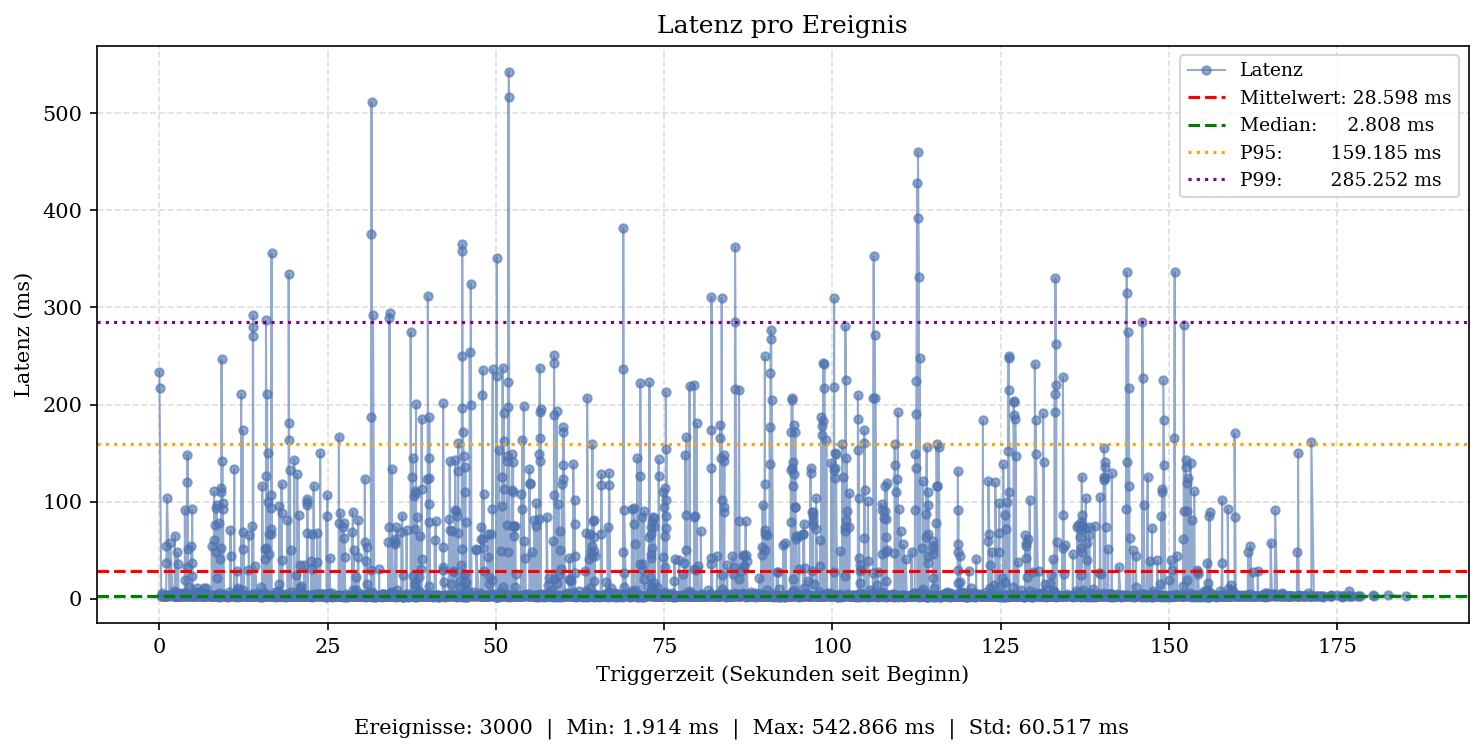 Latenz pro Ereignis
Latenz (ms)
500
400
300
200
100
0
Latenz
Mittelwert: 28.598 ms
Median: 2.808 ms
P95: 159.185 ms
P99: 285.252 ms
0 25 50 75 100 125 150 175
Triggerzeit (Sekunden seit Beginn)
Ereignisse: 3000 | Min: 1.914 ms | Max: 542.866 ms | Std: 60.517 ms